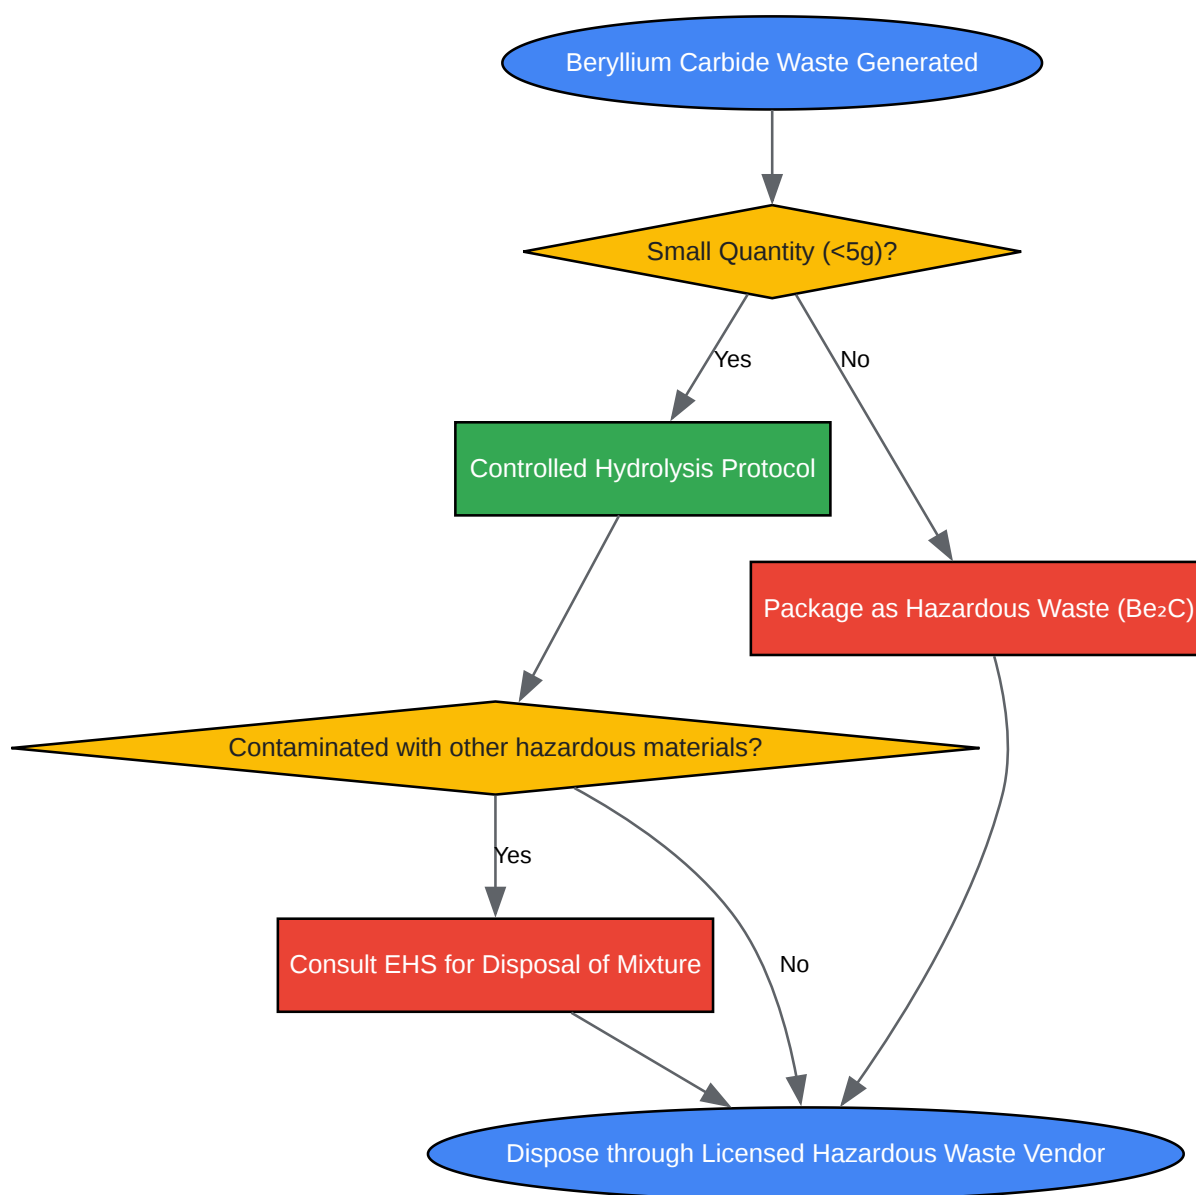 Beryllium Carbide Waste Generated
Small Quantity (<5g)?
Yes
No
Controlled Hydrolysis Protocol
Package as Hazardous Waste (Be₂C)
Contaminated with other hazardous materials?
Yes
Consult EHS for Disposal of Mixture
No
Dispose through Licensed Hazardous Waste Vendor